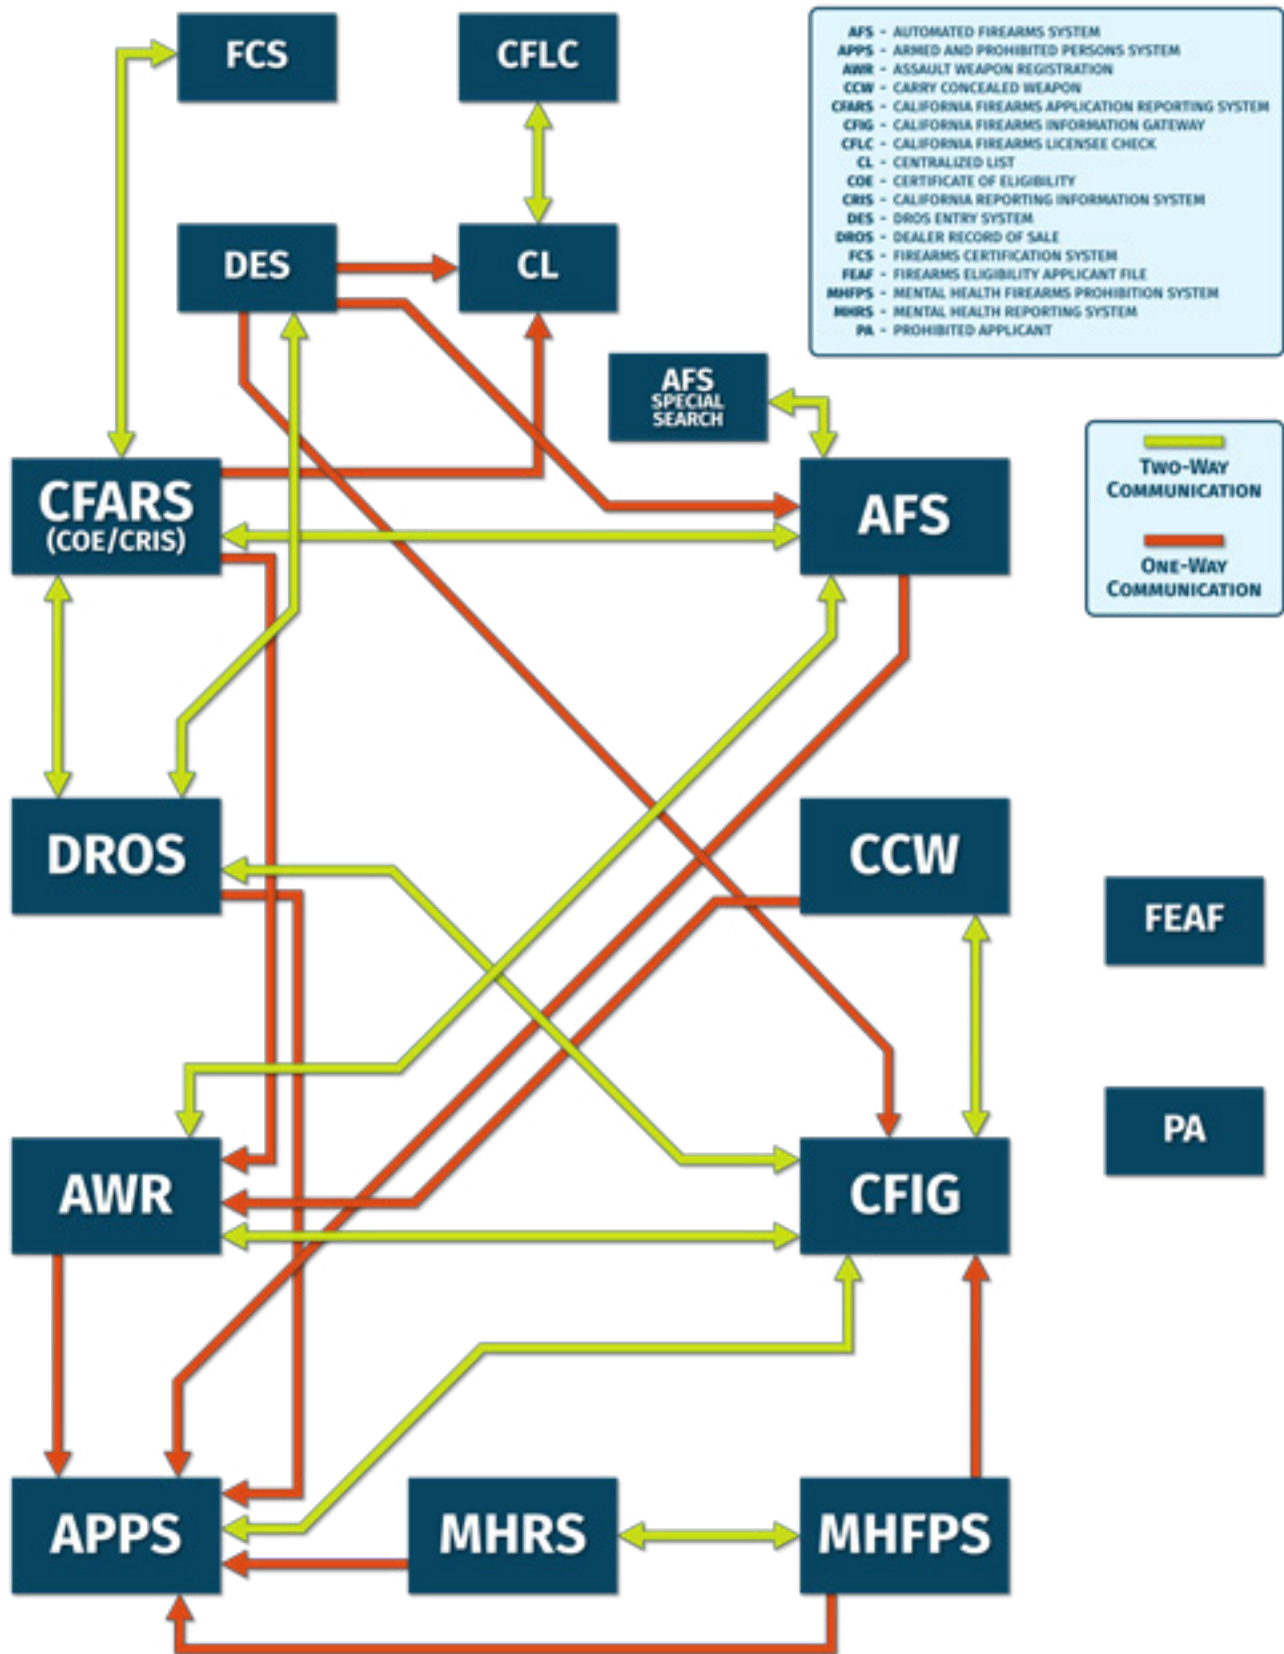 FCS
CFLC
AFS - AUTOMATED FIREARMS SYSTEM
APPS - ARMED AND PROHIBITED PERSONS SYSTEM
AWR - ASSAULT WEAPON REGISTRATION
CCW - CARRY CONCEALED WEAPON
CFARS - CALIFORNIA FIREARMS APPLICATION REPORTING SYSTEM
CFIG - CALIFORNIA FIREARMS INFORMATION GATEWAY
CFLC - CALIFORNIA FIREARMS LICENSEE CHECK
CL - CENTRALIZED LIST
COE - CERTIFICATE OF ELIGIBILITY
CRIS - CALIFORNIA REPORTING INFORMATION SYSTEM
DES - DROS ENTRY SYSTEM
DROS - DEALER RECORD OF SALE
FCS - FIREARMS CERTIFICATION SYSTEM
FEAF - FIREARMS ELIGIBILITY APPLICANT FILE
MHFPS - MENTAL HEALTH FIREARMS PROHIBITION SYSTEM
MHRS - MENTAL HEALTH REPORTING SYSTEM
PA - PROHIBITED APPLICANT
DES
CL
AFS
SPECIAL
SEARCH
TWO-WAY
COMMUNICATION
ONE-WAY
COMMUNICATION
CFARS
(COE/CRIS)
AFS
DROS
CCW
FEAF
PA
AWR
CFIG
APPS
MHRS
MHFPS